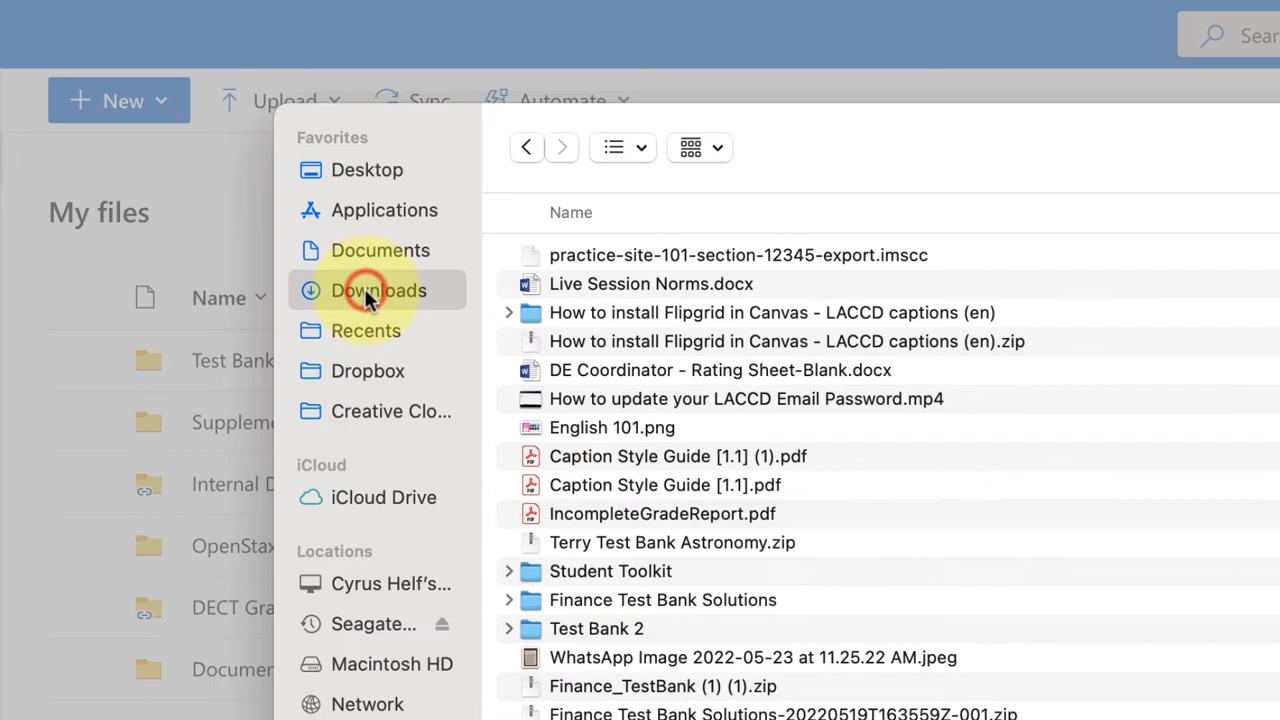 Sear
New
Upload
Sync
Automate
My files
Name
Test Bank
Suppleme
Internal D
OpenStax
DECT Gra
Documen
Favorites
Desktop
Applications
Documents
Downloads
Recents
Dropbox
Creative Clo...
iCloud
iCloud Drive
Locations
Cyrus Helf's...
Seagate...
Macintosh HD
Network
Name
practice-site-101-section-12345-export.imscc
Live Session Norms.docx
How to install Flipgrid in Canvas - LACCD captions (en)
How to install Flipgrid in Canvas - LACCD captions (en).zip
DE Coordinator - Rating Sheet-Blank.docx
How to update your LACCD Email Password.mp4
English 101.png
Caption Style Guide [1.1] (1).pdf
Caption Style Guide [1.1].pdf
IncompleteGradeReport.pdf
Terry Test Bank Astronomy.zip
Student Toolkit
Finance Test Bank Solutions
Test Bank 2
WhatsApp Image 2022-05-23 at 11.25.22 AM.jpeg
Finance_TestBank (1) (1).zip
Finance Test Bank Solutions-20220519T163559Z-001.zip